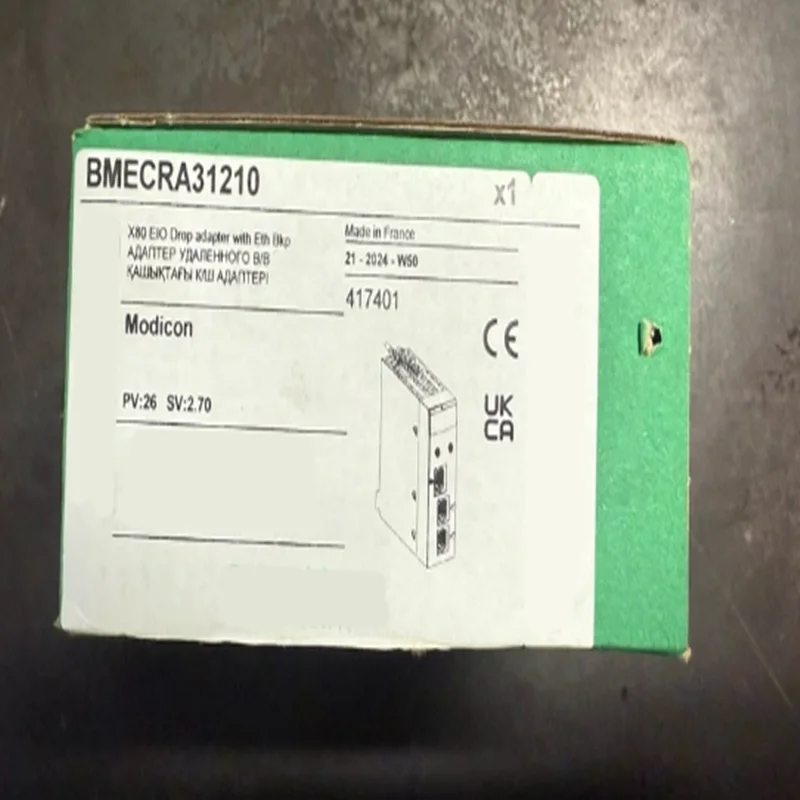 BMECRA31210
x1
X80 EIO Drop adapter with Eth Bkp
АДАПТЕР УДАЛЕННОГО В/В
ҚАШЫҚТАҒЫ КІШ АДАПТЕРІ
Made in France
21 - 2024 - W50
417401
Modicon
CE
PV:26 SV:2.70
UK
CA